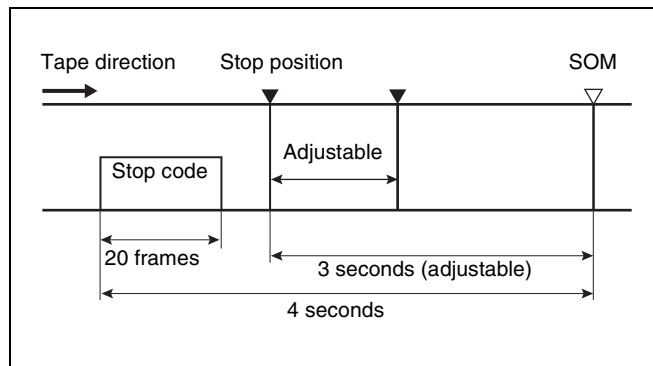 Tape direction
Stop position
SOM
Adjustable
Stop code
20 frames
3 seconds (adjustable)
4 seconds